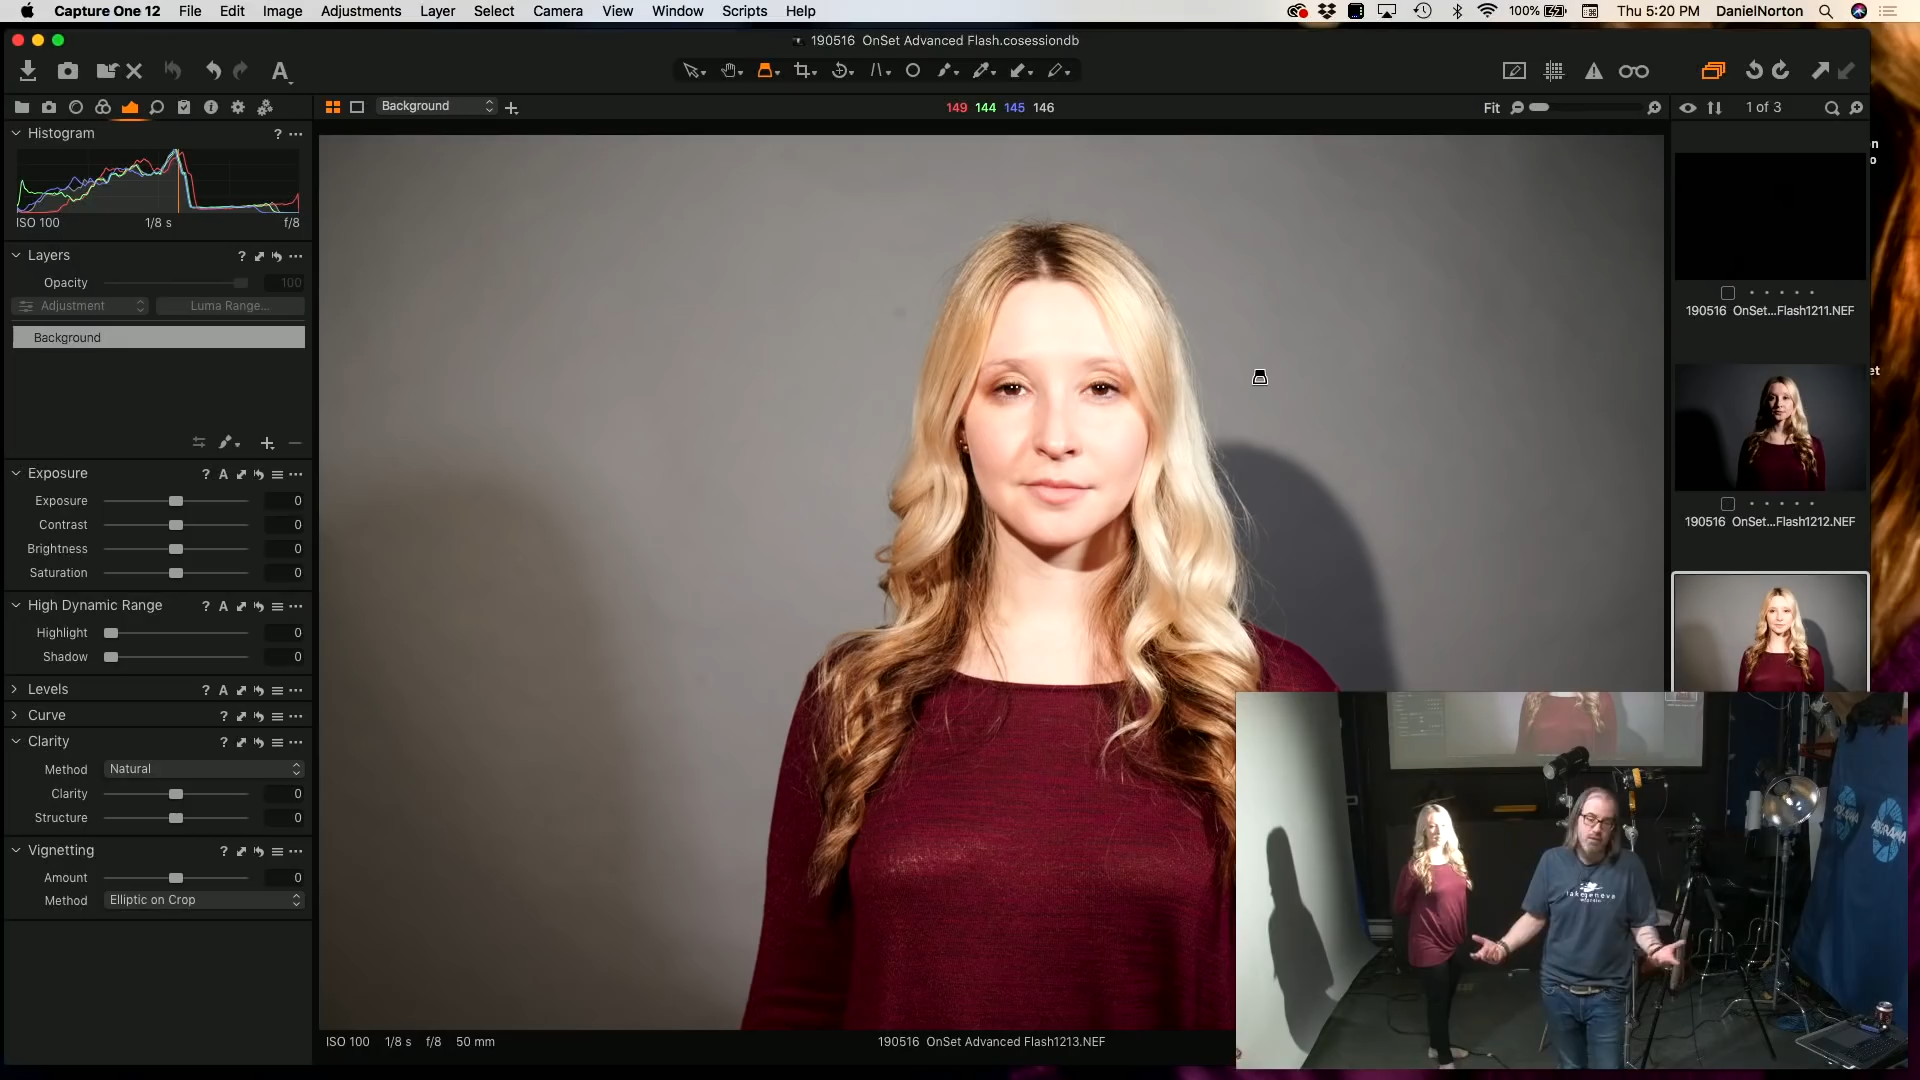 Capture One 12 File Edit Image Adjustments Layer Select Camera View Window Scripts Help 100% Thu 5:20 PM DanielNorton
190516 OnSet Advanced Flash.cosessiondb
A
Background
149 144 145 146
Fit
1 of 3
Histogram ?
ISO 100 1/8 s f/8
Layers ?
Opacity 100
Adjustment Luma Range...
Background
Exposure ? A
Exposure 0
Contrast 0
Brightness 0
Saturation 0
High Dynamic Range ? A
Highlight 0
Shadow 0
Levels ? A
Curve ?
Clarity ?
Method Natural
Clarity 0
Structure 0
Vignetting ?
Amount 0
Method Elliptic on Crop
190516 OnSet...Flash1211.NEF
190516 OnSet...Flash1212.NEF
ISO 100 1/8 s f/8 50 mm
190516 OnSet Advanced Flash1213.NEF
ADORAMA